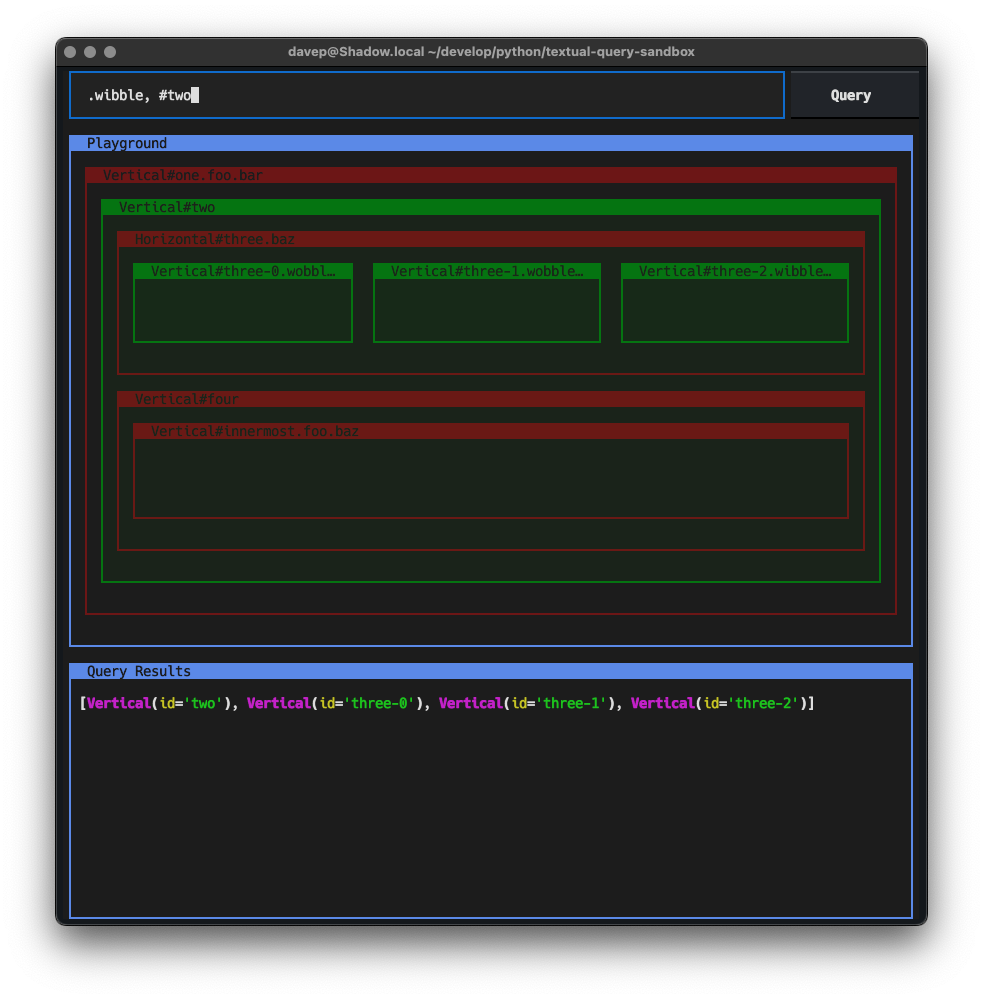 davep@Shadow.local ~/develop/python/textual-query-sandbox
.wibble, #two
Query
Playground
Vertical#one.foo.bar
Vertical#two
Horizontal#three.baz
Vertical#three-0.wobbl… Vertical#three-1.wobble… Vertical#three-2.wibble…
Vertical#four
Vertical#innermost.foo.baz
Query Results
[Vertical(id='two'), Vertical(id='three-0'), Vertical(id='three-1'), Vertical(id='three-2')]